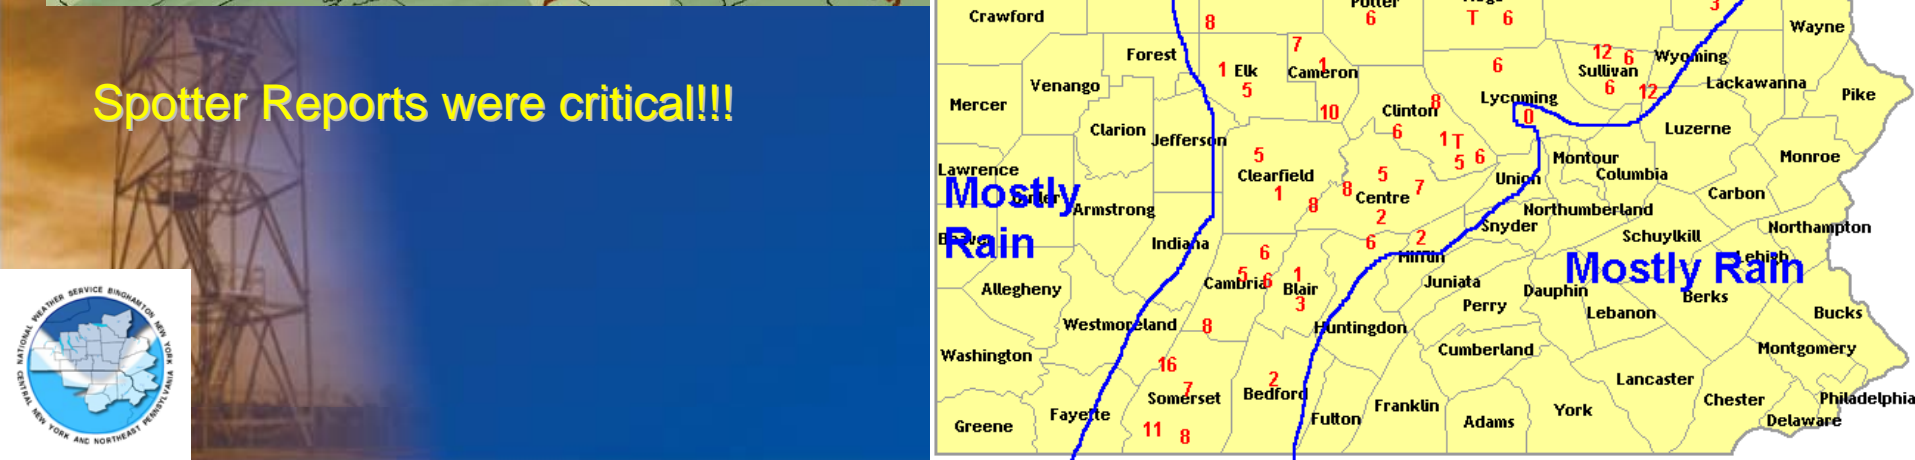 Spotter Reports were critical!!!
NATIONAL WEATHER SERVICE BINGHAMTON NEW YORK
CENTRAL NEW YORK AND NORTHEAST PENNSYLVANIA
Crawford
8
Potter
6
T 6
3
Wayne
Forest
7
1 Elk
5
Cameron
1
10
6
12 6
Sullivan
6
12
Wyoming
Lackawanna
Pike
Venango
Mercer
Clarion
Jefferson
Clinton
8
6
1 T
5 6
Lycoming
0
Luzerne
Monroe
Lawrence
Mostly
Rain
Butler
Beaver
Armstrong
Indiana
5
Clearfield
1
8
5
8
Centre
7
2
6
2
Union
Montour
Columbia
Carbon
Northumberland
Snyder
Schuylkill
Northampton
Lehigh
Mostly Rain
Mifflin
Juniata
Perry
Dauphin
Lebanon
Berks
Bucks
Allegheny
6
5
Cambria
6
1
Blair
3
Westmoreland
8
Huntingdon
Washington
16
7
Somerset
2
Bedford
Cumberland
Montgomery
Lancaster
Chester
Philadelphia
Delaware
Greene
Fayette
11
8
Fulton
Franklin
Adams
York